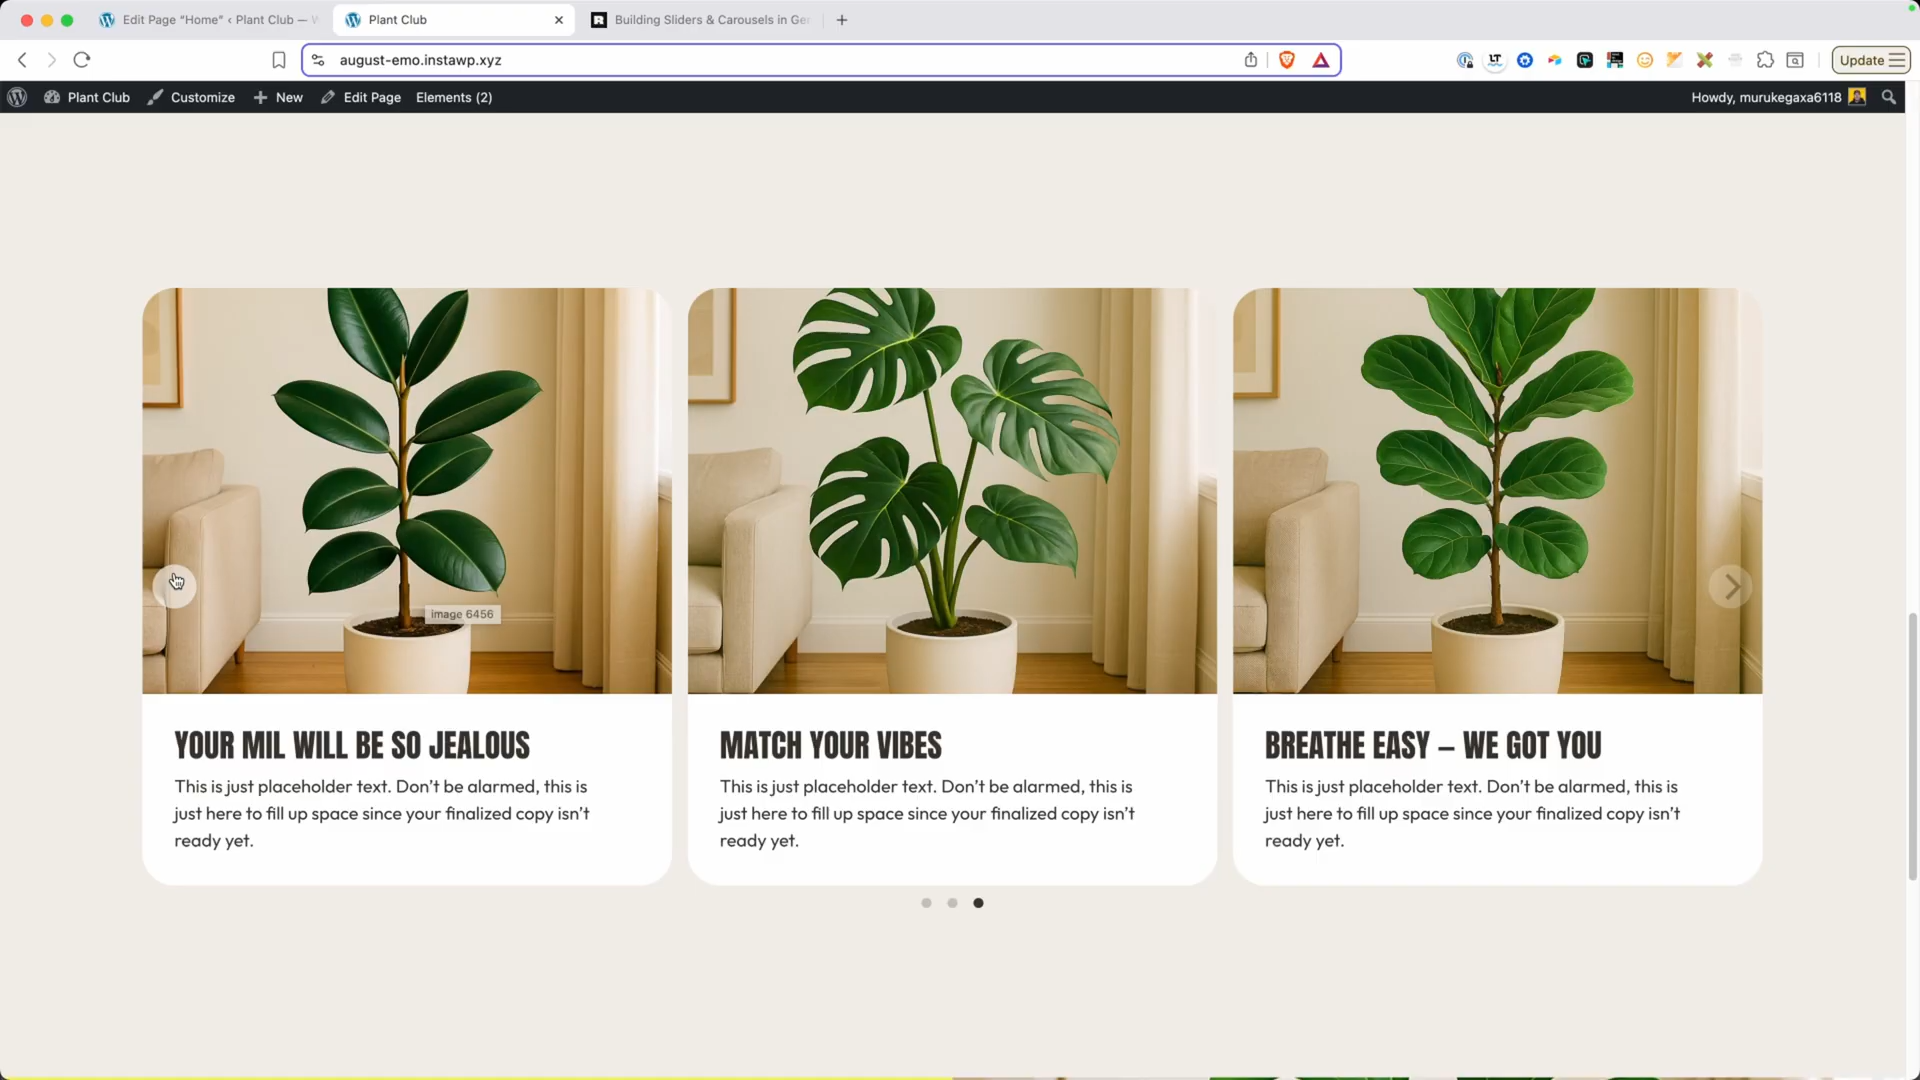 Edit Page "Home" ‹ Plant Club —
Plant Club
Building Sliders & Carousels in Ge
august-emo.instawp.xyz
Update
Plant Club
Customize
New
Edit Page
Elements (2)
Howdy, murukegaxa6118
image 6456
YOUR MIL WILL BE SO JEALOUS
This is just placeholder text. Don't be alarmed, this is
just here to fill up space since your finalized copy isn't
ready yet.
MATCH YOUR VIBES
This is just placeholder text. Don't be alarmed, this is
just here to fill up space since your finalized copy isn't
ready yet.
BREATHE EASY – WE GOT YOU
This is just placeholder text. Don't be alarmed, this is
just here to fill up space since your finalized copy isn't
ready yet.